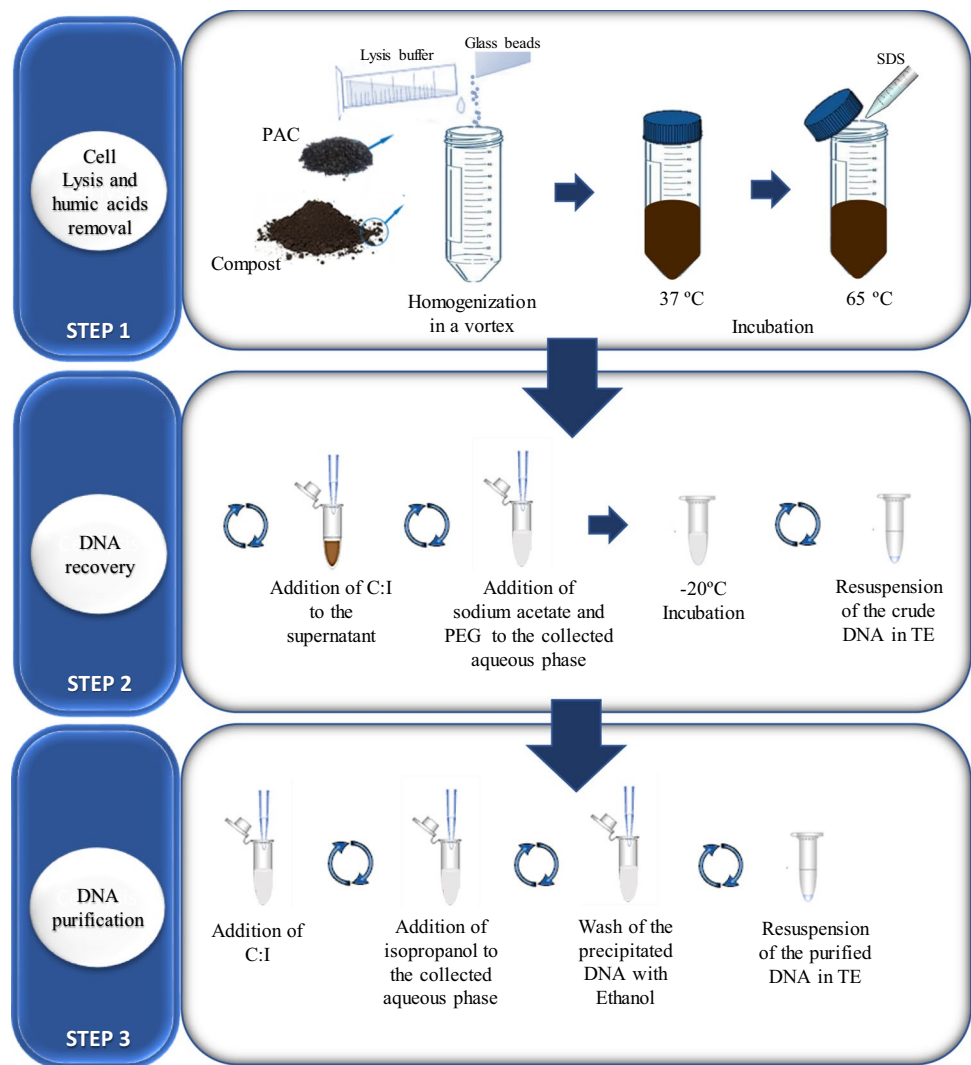 Cell
Lysis and
humic acids
removal
STEP 1
Lysis buffer
Glass beads
PAC
Compost
Homogenization
in a vortex
SDS
37 ºC
65 ºC
Incubation
DNA
recovery
STEP 2
Addition of C:I
to the
supernatant
Addition of
sodium acetate and
PEG to the collected
aqueous phase
-20ºC
Incubation
Resuspension
of the crude
DNA in TE
DNA
purification
STEP 3
Addition of
C:I
Addition of
isopropanol to
the collected
aqueous phase
Wash of the
precipitated
DNA with
Ethanol
Resuspension
of the purified
DNA in TE